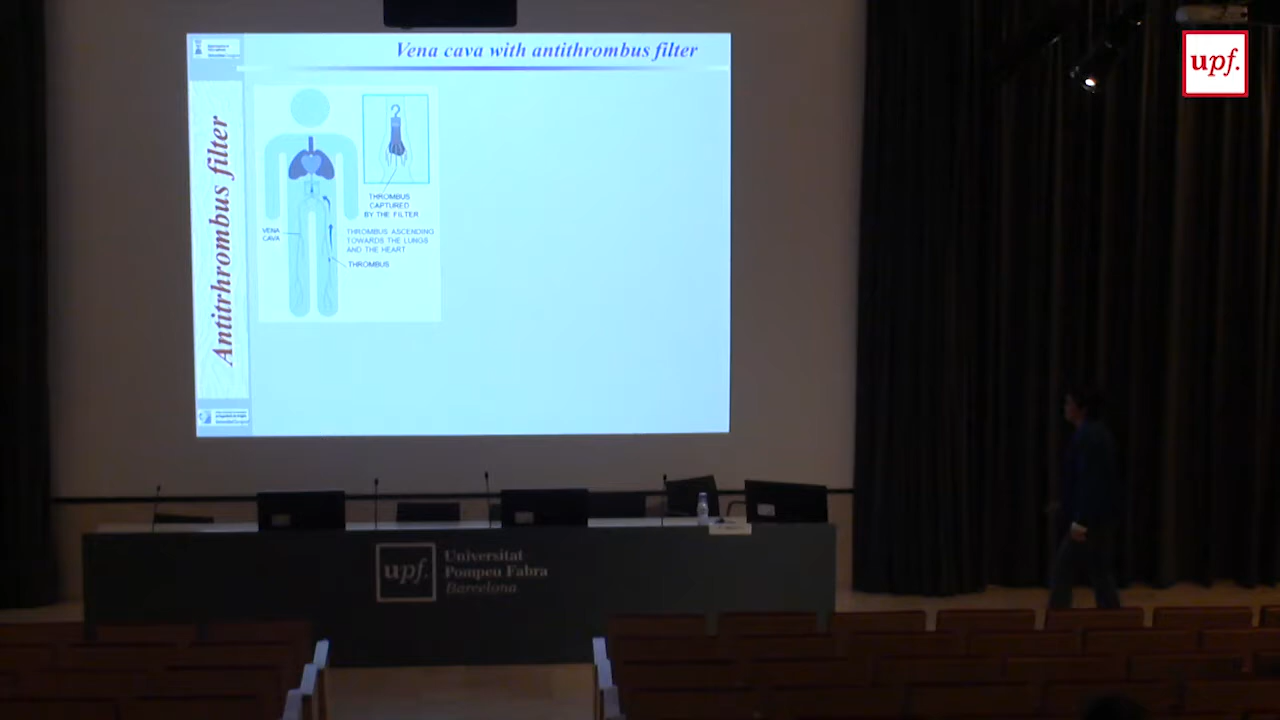 Vena cava with antithrombus filter
Antitrhrombus filter
THROMBUS
CAPTURED
BY THE FILTER
VENA
CAVA
THROMBUS ASCENDING
TOWARDS THE LUNGS
AND THE HEART
THROMBUS
upf.
upf.
Universitat
Pompeu Fabra
Barcelona